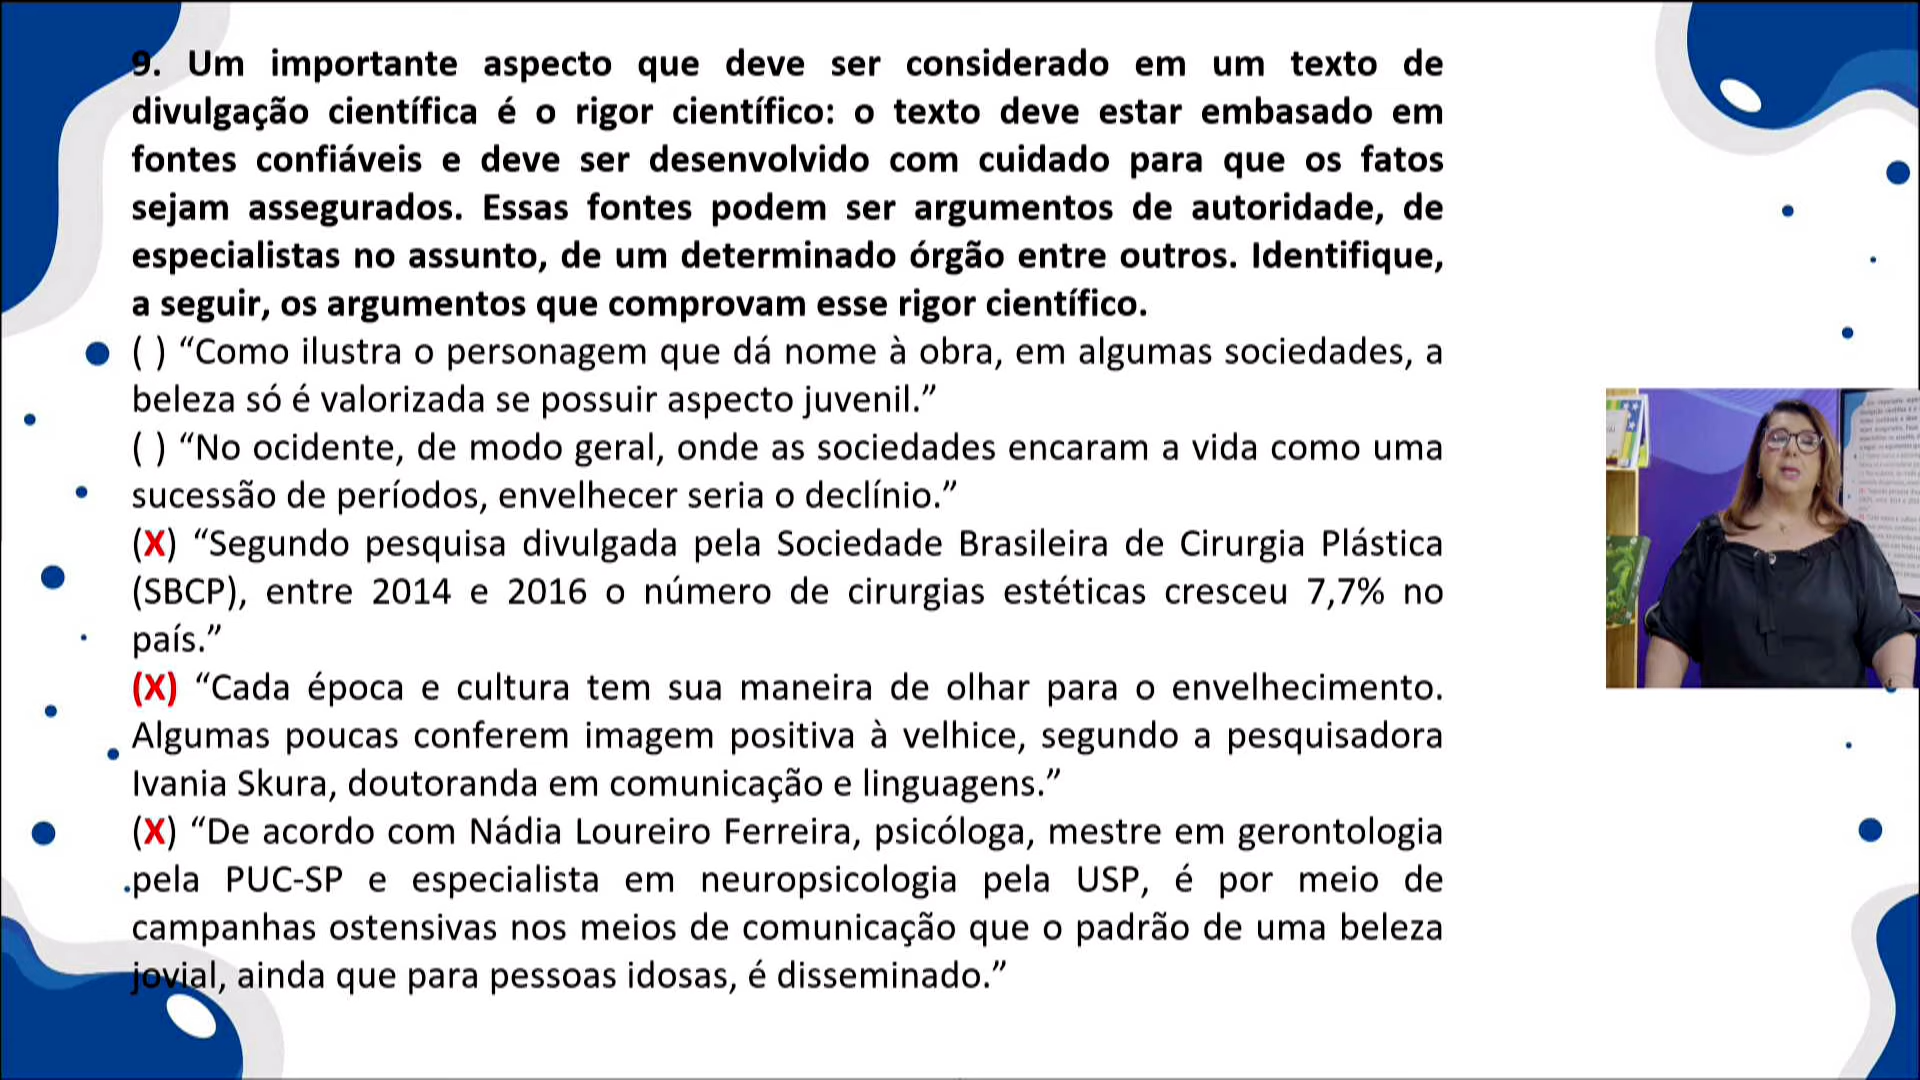 9. Um importante aspecto que deve ser considerado em um texto de
divulgação científica é o rigor científico: o texto deve estar embasado em
fontes confiáveis e deve ser desenvolvido com cuidado para que os fatos
sejam assegurados. Essas fontes podem ser argumentos de autoridade, de
especialistas no assunto, de um determinado órgão entre outros. Identifique,
a seguir, os argumentos que comprovam esse rigor científico.
( ) “Como ilustra o personagem que dá nome à obra, em algumas sociedades, a
beleza só é valorizada se possuir aspecto juvenil.”
( ) “No ocidente, de modo geral, onde as sociedades encaram a vida como uma
sucessão de períodos, envelhecer seria o declínio.”
(X) “Segundo pesquisa divulgada pela Sociedade Brasileira de Cirurgia Plástica
(SBCP), entre 2014 e 2016 o número de cirurgias estéticas cresceu 7,7% no
país.”
(X) “Cada época e cultura tem sua maneira de olhar para o envelhecimento.
Algumas poucas conferem imagem positiva à velhice, segundo a pesquisadora
Ivania Skura, doutoranda em comunicação e linguagens.”
(X) “De acordo com Nádia Loureiro Ferreira, psicóloga, mestre em gerontologia
pela PUC-SP e especialista em neuropsicologia pela USP, é por meio de
campanhas ostensivas nos meios de comunicação que o padrão de uma beleza
jovial, ainda que para pessoas idosas, é disseminado.”